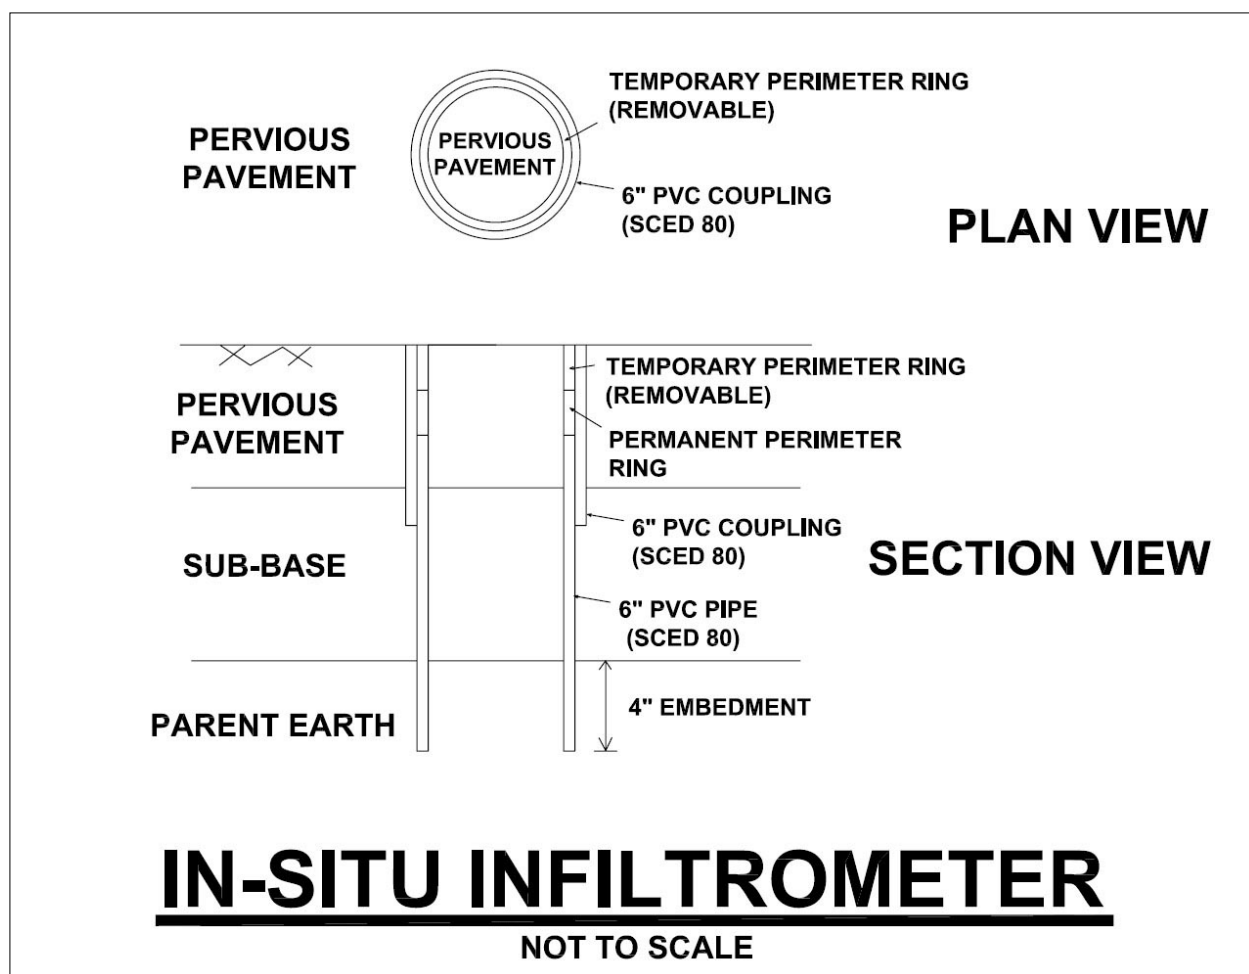 TEMPORARY PERIMETER RING
(REMOVABLE)
PERVIOUS
PAVEMENT
PERVIOUS
PAVEMENT
6" PVC COUPLING
(SCED 80)
PLAN VIEW
TEMPORARY PERIMETER RING
(REMOVABLE)
PERVIOUS
PAVEMENT
PERMANENT PERIMETER
RING
6" PVC COUPLING
(SCED 80)
SECTION VIEW
SUB-BASE
6" PVC PIPE
(SCED 80)
4" EMBEDMENT
PARENT EARTH
IN-SITU INFILTROMETER
NOT TO SCALE